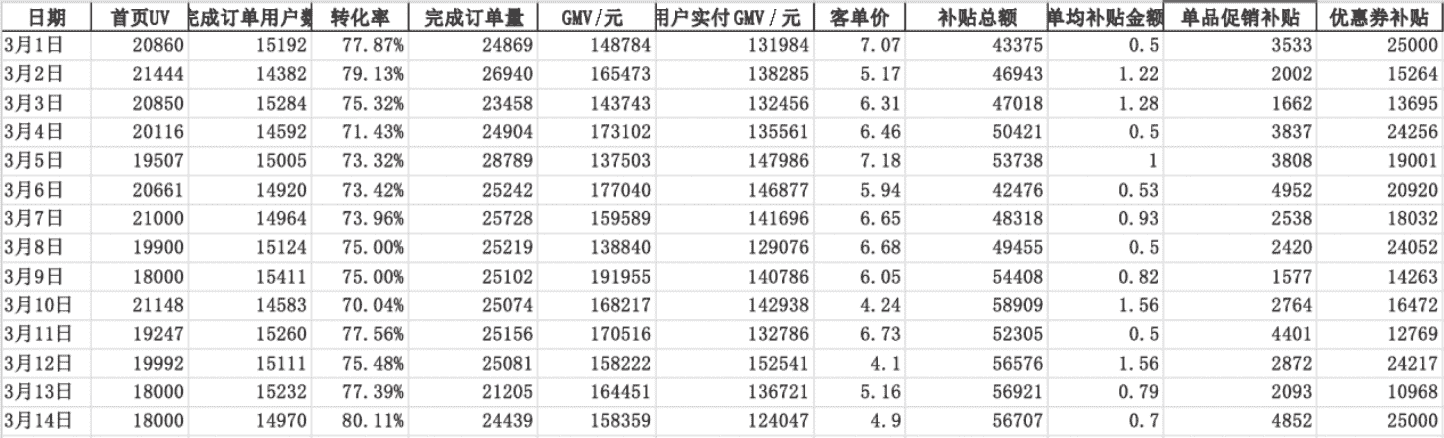 日期 首页UV 完成订单用户数 转化率 完成订单量 GMV/元 用户实付GMV/元 客单价 补贴总额 单均补贴金额 单品促销补贴 优惠券补贴
3月1日 20860 15192 77.87% 24869 148784 131984 7.07 43375 0.5 3533 25000
3月2日 21444 14382 79.13% 26940 165473 138285 5.17 46943 1.22 2002 15264
3月3日 20850 15284 75.32% 23458 143743 132456 6.31 47018 1.28 1662 13695
3月4日 20116 14592 71.43% 24904 173102 135561 6.46 50421 0.5 3837 24256
3月5日 19507 15005 73.32% 28789 137503 147986 7.18 53738 1 3808 19001
3月6日 20661 14920 73.42% 25242 177040 146877 5.94 42476 0.53 4952 20920
3月7日 21000 14964 73.96% 25728 159589 141696 6.65 48318 0.93 2538 18032
3月8日 19900 15124 75.00% 25219 138840 129076 6.68 49455 0.5 2420 24052
3月9日 18000 15411 75.00% 25102 191955 140786 6.05 54408 0.82 1577 14263
3月10日 21148 14583 70.04% 25074 168217 142938 4.24 58909 1.56 2764 16472
3月11日 19247 15260 77.56% 25156 170516 132786 6.73 52305 0.5 4401 12769
3月12日 19992 15111 75.48% 25081 158222 152541 4.1 56576 1.56 2872 24217
3月13日 18000 15232 77.39% 21205 164451 136721 5.16 56921 0.79 2093 10968
3月14日 18000 14970 80.11% 24439 158359 124047 4.9 56707 0.7 4852 25000